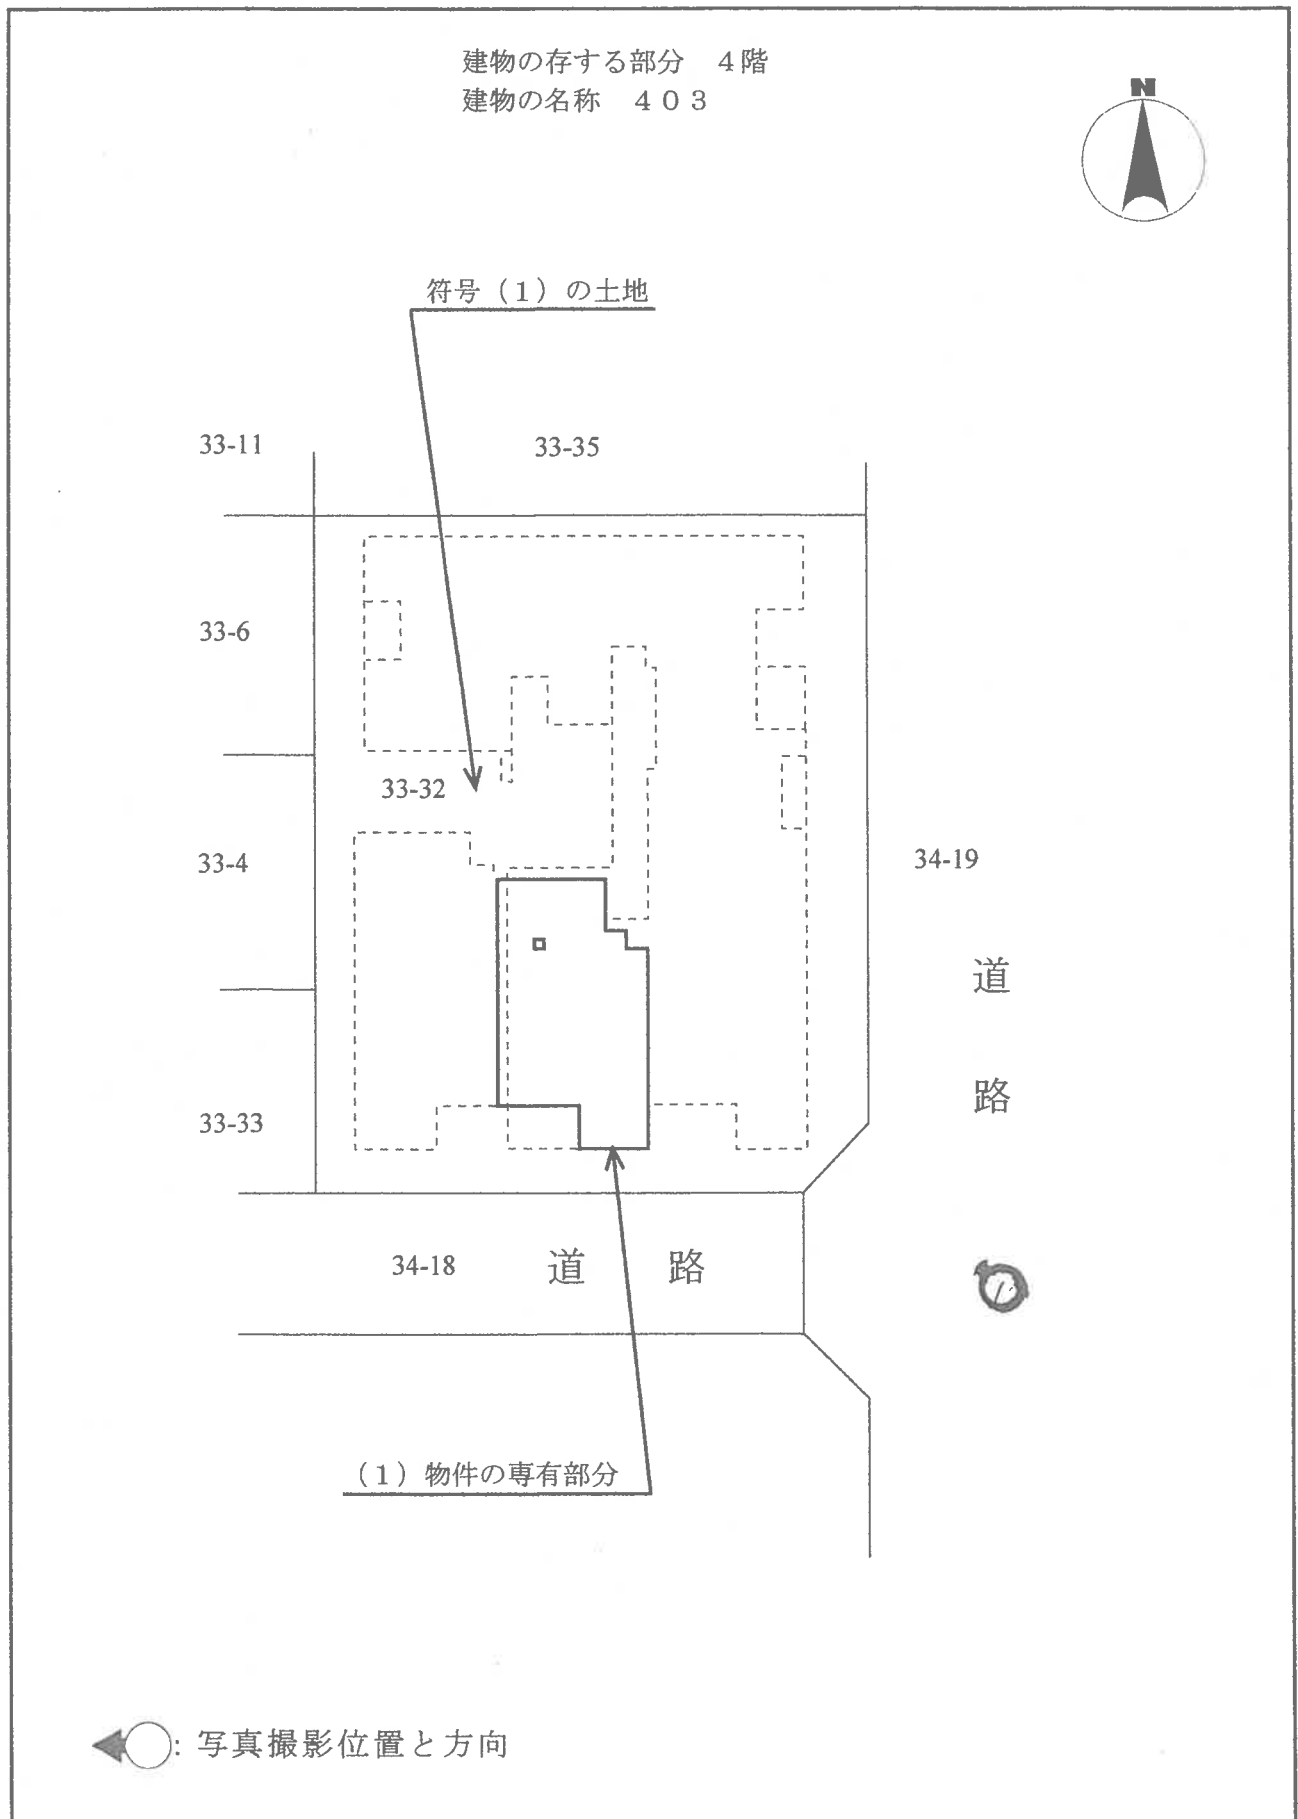 建物の存する部分　4階
建物の名称　４０３
N
符号（1）の土地
33-11
33-35
33-6
33-32
33-4
34-19
道
路
33-33
34-18　道　路
（1）物件の専有部分
: 写真撮影位置と方向